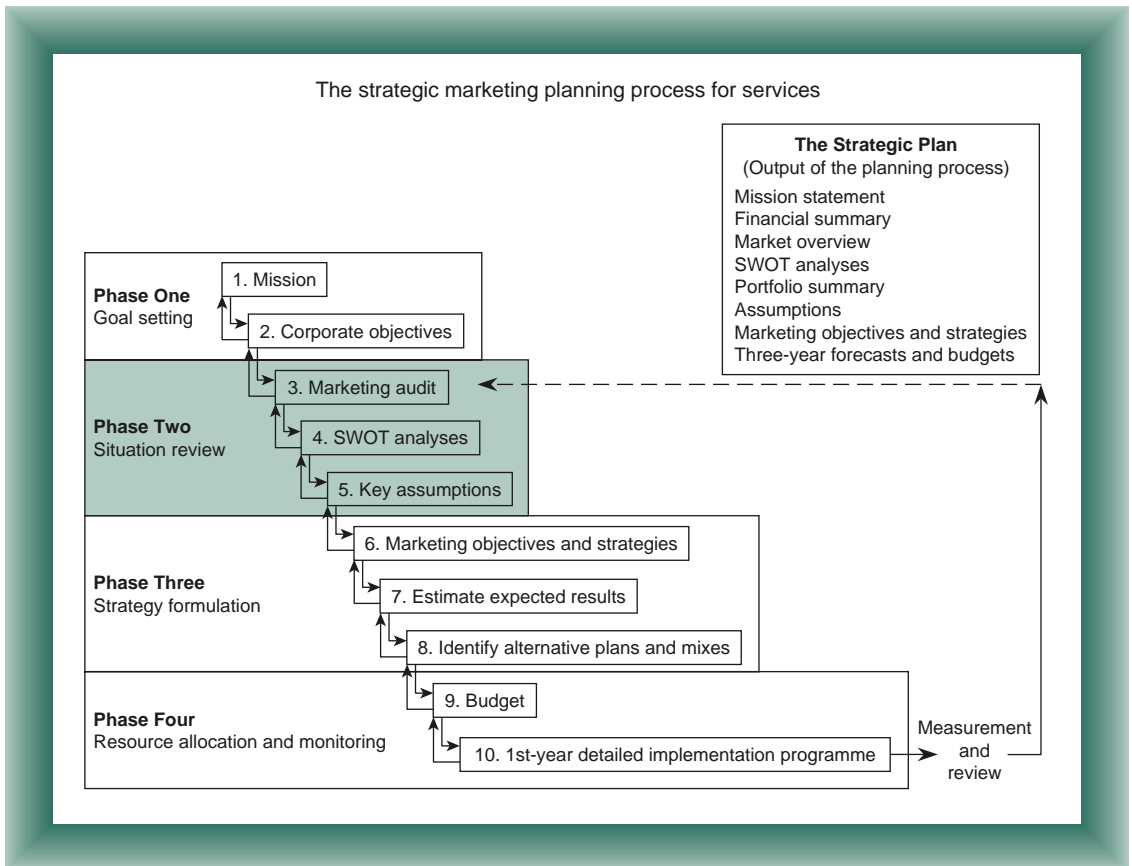 The strategic marketing planning process for services
The Strategic Plan
(Output of the planning process)
Mission statement
Financial summary
Market overview
SWOT analyses
Portfolio summary
Assumptions
Marketing objectives and strategies
Three-year forecasts and budgets
Phase One
Goal setting
1. Mission
2. Corporate objectives
Phase Two
Situation review
3. Marketing audit
4. SWOT analyses
5. Key assumptions
Phase Three
Strategy formulation
6. Marketing objectives and strategies
7. Estimate expected results
8. Identify alternative plans and mixes
Phase Four
Resource allocation and monitoring
9. Budget
10. 1st-year detailed implementation programme
Measurement
and
review